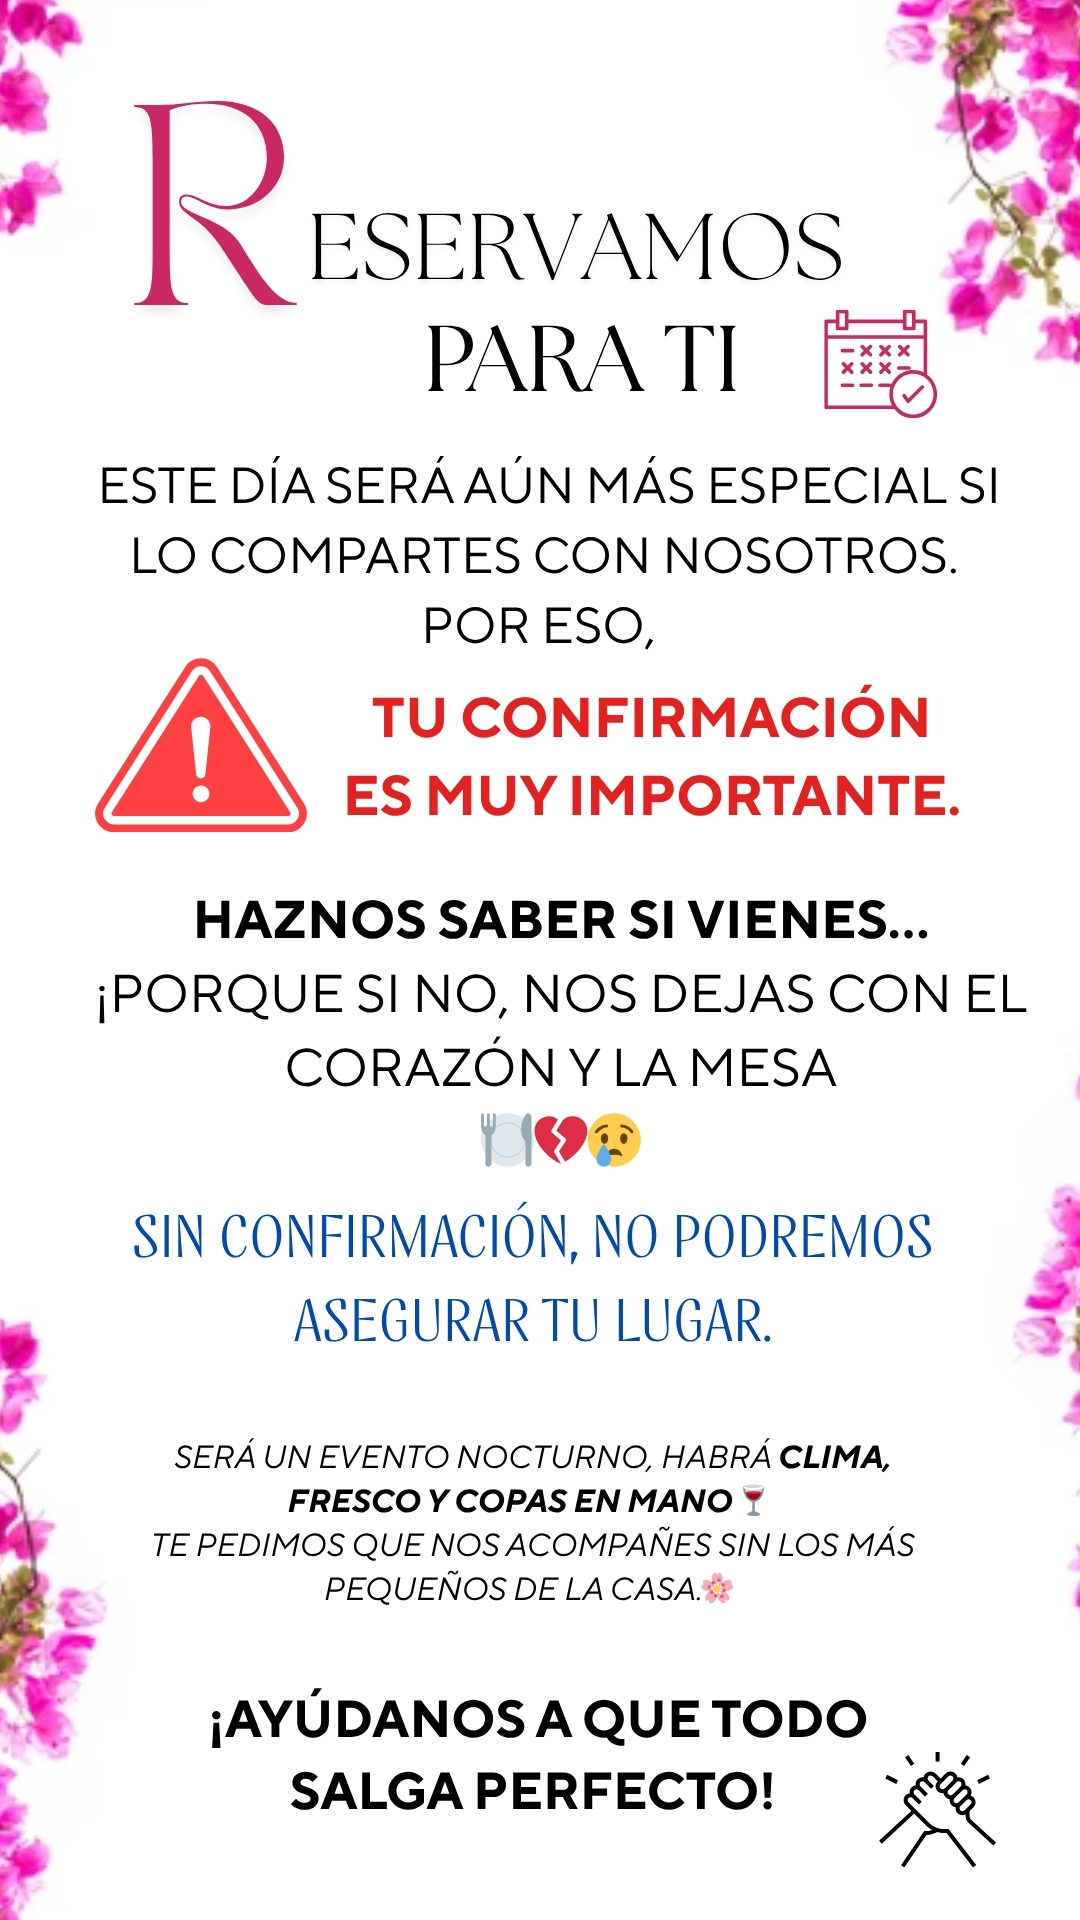 RESERVAMOS
PARA TI
ESTE DÍA SERÁ AÚN MÁS ESPECIAL SI
LO COMPARTES CON NOSOTROS.
POR ESO,
TU CONFIRMACIÓN
ES MUY IMPORTANTE.
HAZNOS SABER SI VIENES...
¡PORQUE SI NO, NOS DEJAS CON EL
CORAZÓN Y LA MESA
🍽️💔😢
SIN CONFIRMACIÓN, NO PODREMOS
ASEGURAR TU LUGAR.
SERÁ UN EVENTO NOCTURNO, HABRÁ CLIMA,
FRESCO Y COPAS EN MANO🍷
TE PEDIMOS QUE NOS ACOMPAÑES SIN LOS MÁS
PEQUEÑOS DE LA CASA.🌸
¡AYÚDANOS A QUE TODO
SALGA PERFECTO!